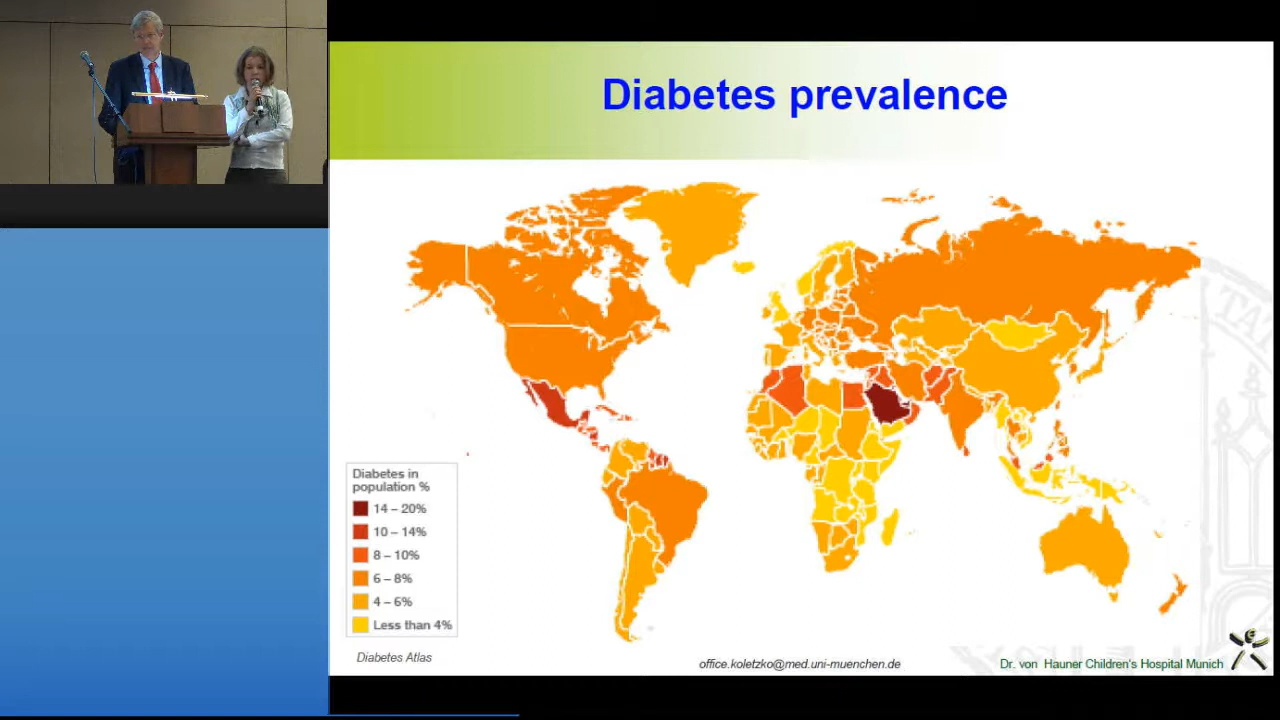 Diabetes prevalence
Diabetes in
population %
14 – 20%
10 – 14%
8 – 10%
6 – 8%
4 – 6%
Less than 4%
Diabetes Atlas
office.koletzko@med.uni-muenchen.de
Dr. von Hauner Children's Hospital Munich